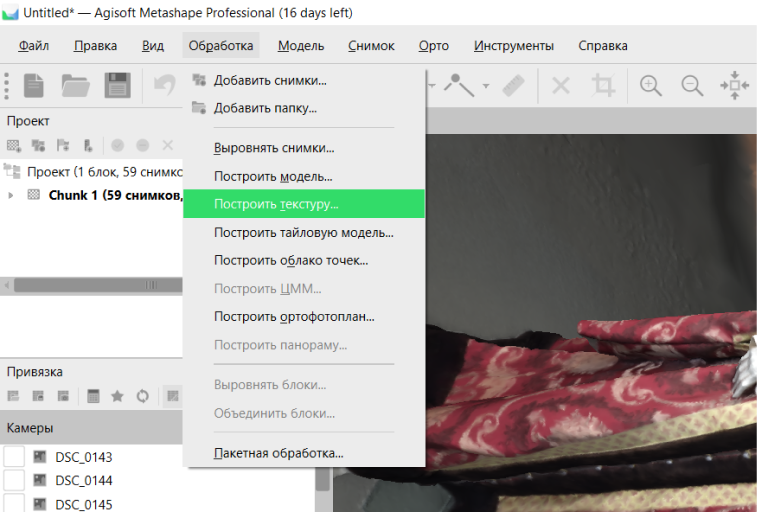 Untitled* — Agisoft Metashape Professional (16 days left)
Файл Правка Вид Обработка Модель Снимок Орто Инструменты Справка
Добавить снимки...
Добавить папку...
Проект
Выровнять снимки...
Проект (1 блок, 59 снимко
Построить модель...
Chunk 1 (59 снимков,
Построить текстуру...
Построить тайловую модель...
Построить облако точек...
Построить ЦММ...
Построить ортофотоплан...
Построить панораму...
Привязка
Выровнять блоки...
Объединить блоки...
Камеры
Пакетная обработка...
DSC_0143
DSC_0144
DSC_0145